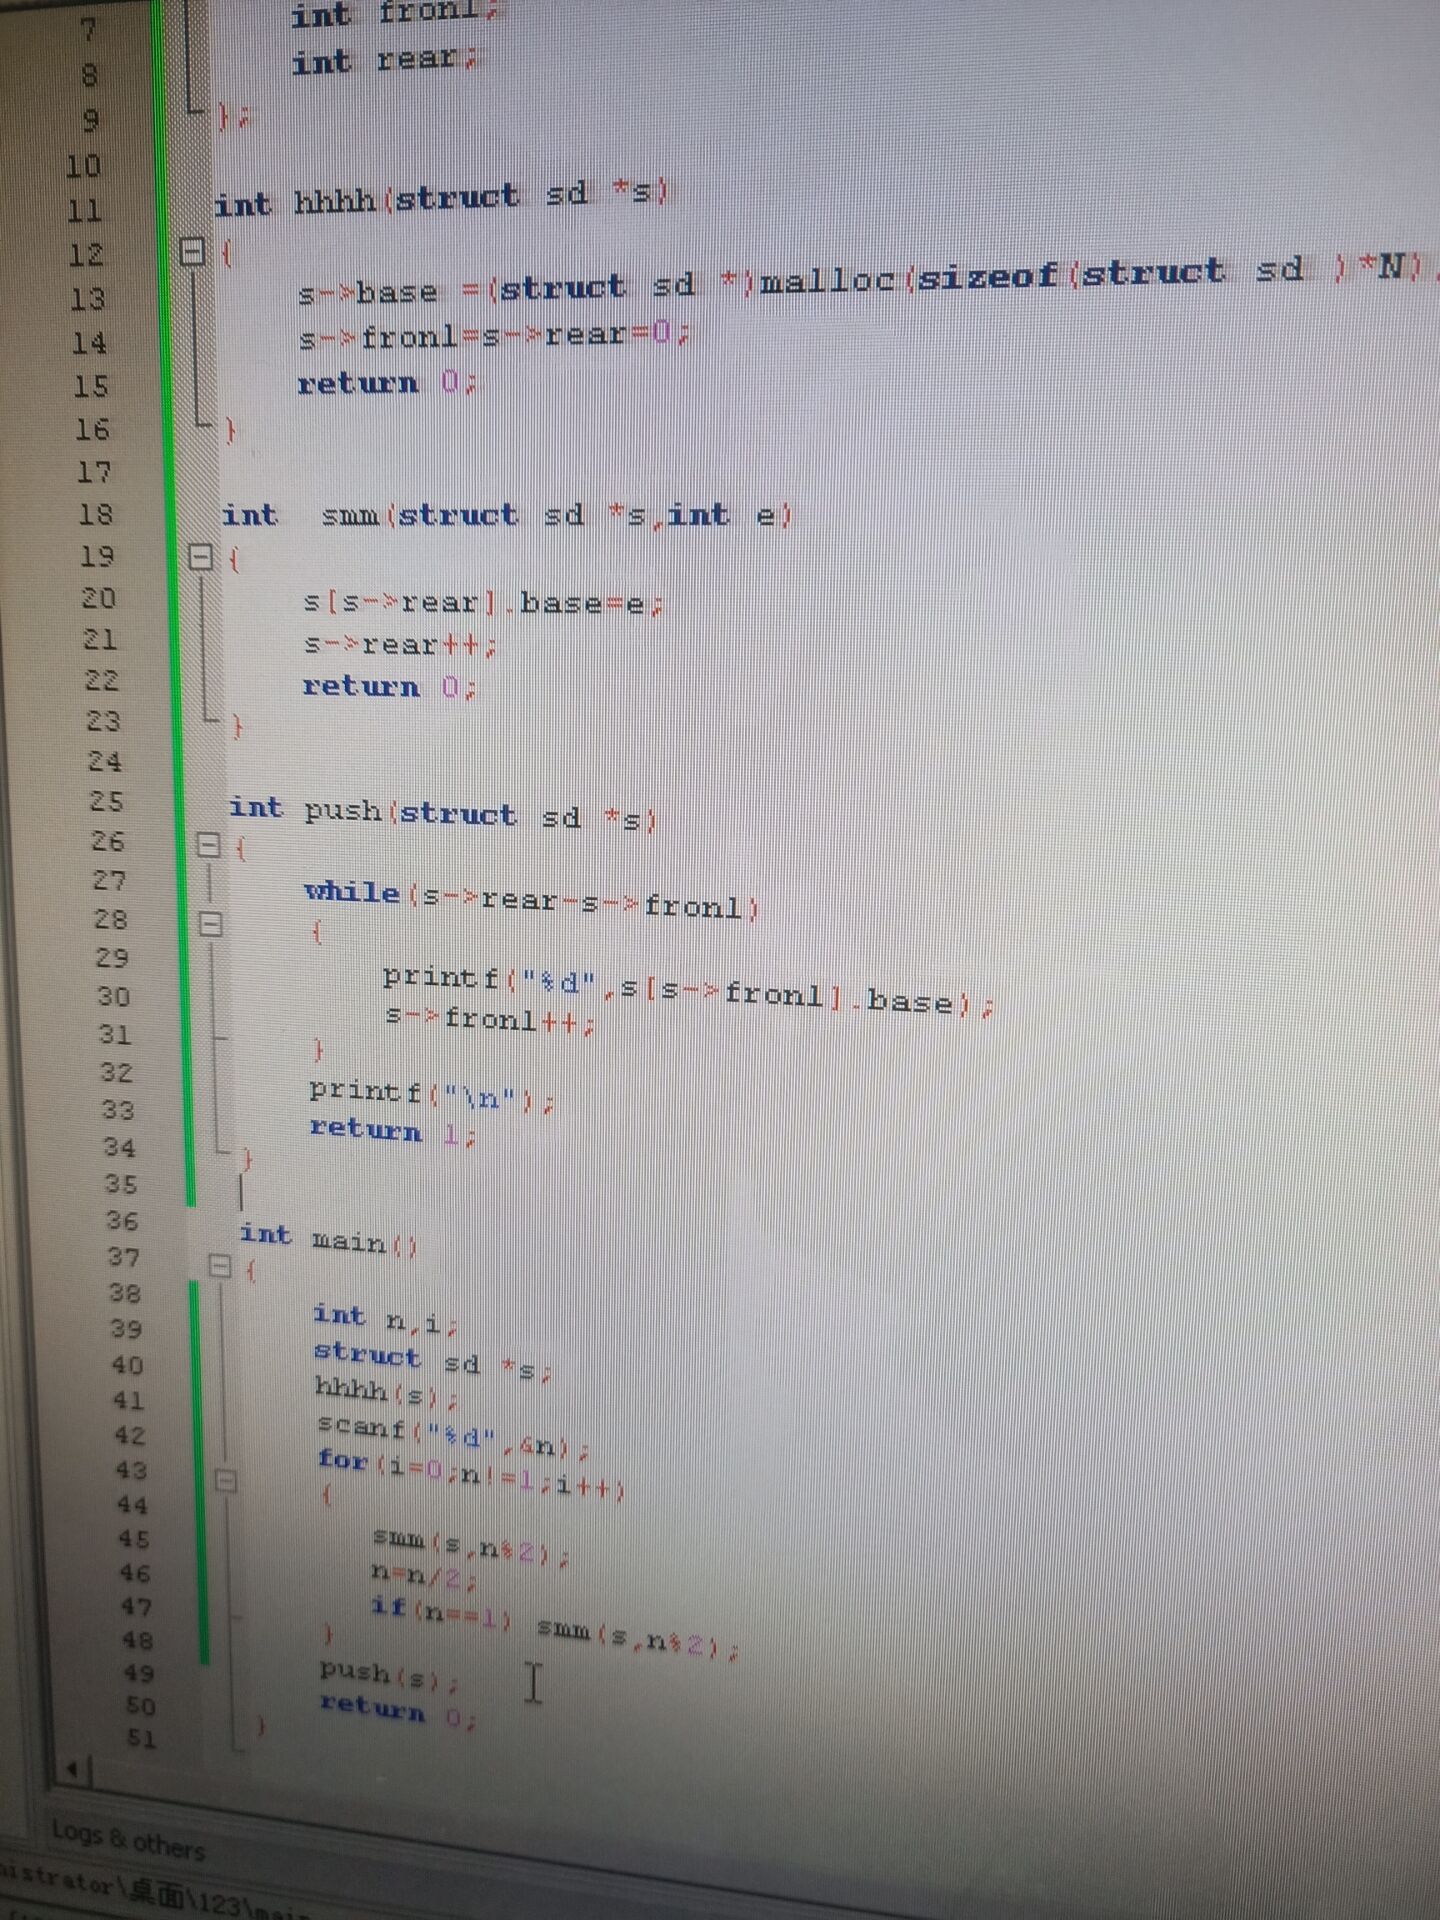 7 int fronl;
8 int rear;
9 };
10
11 int hhhh(struct sd *s)
12 {
13 s->base =(struct sd *)malloc(sizeof(struct sd )*N)
14 s->fronl=s->rear=0;
15 return 0;
16 }
17
18 int smm(struct sd *s,int e)
19 {
20 s[s->rear].base=e;
21 s->rear++;
22 return 0;
23 }
24
25 int push(struct sd *s)
26 {
27 while(s->rear-s->fronl)
28 {
29 printf("%d",s[s->fronl].base);
30 s->fronl++;
31 }
32 printf("\n");
33 return 1;
34 }
35
36 int main()
37 {
38 int n,i;
39 struct sd *s;
40 hhhh(s);
41 scanf("%d",&n);
42 for(i=0;n!=1;i++)
43 {
44 smm(s,n%2);
45 n=n/2;
46 if(n==1) smm(s,n%2);
47 }
48 push(s);
49 return 0;
50 }
51
Logs & others
nistrator\桌面\123\main